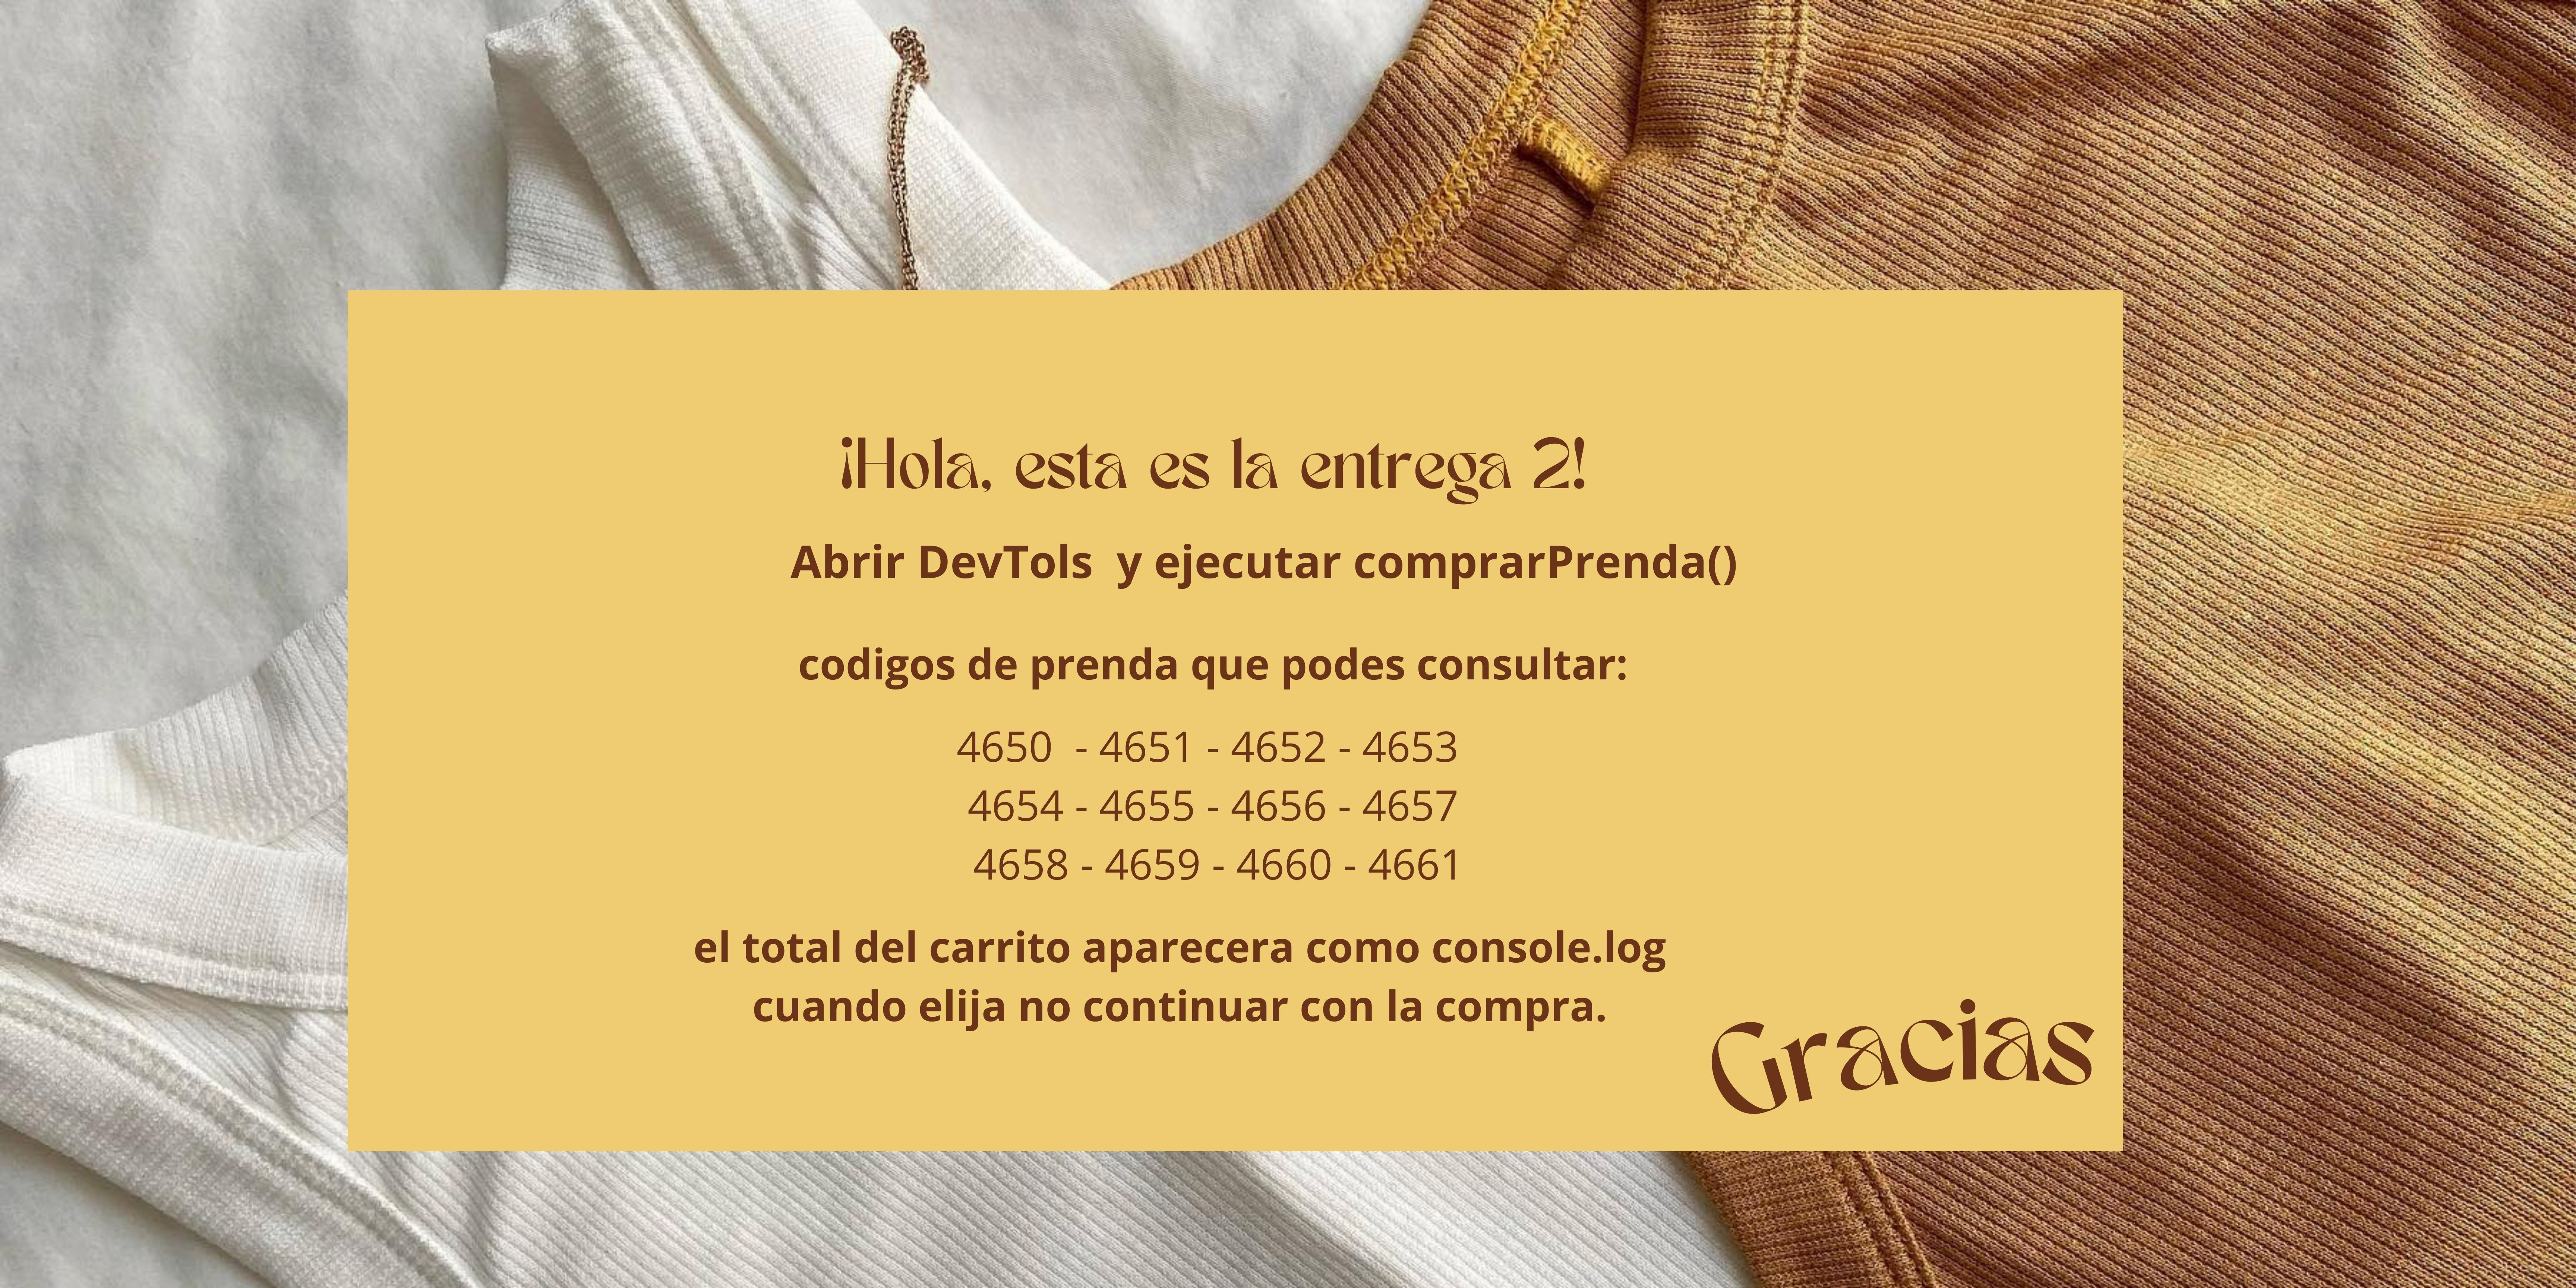 ¡Hola, esta es la entrega 2!
Abrir DevTols  y ejecutar comprarPrenda()
codigos de prenda que podes consultar:
4650  - 4651 - 4652 - 4653
4654 - 4655 - 4656 - 4657
4658 - 4659 - 4660 - 4661
el total del carrito aparecera como console.log
cuando elija no continuar con la compra.
Gracias